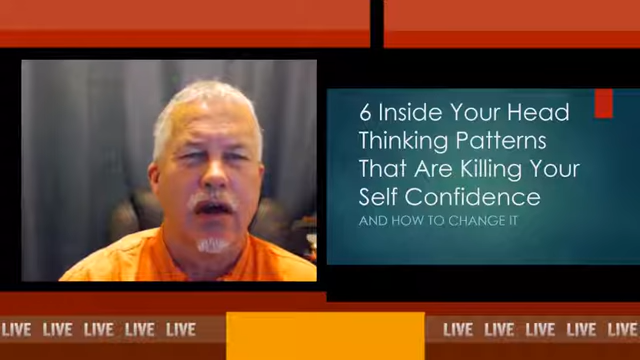 6 Inside Your Head
Thinking Patterns
That Are Killing Your
Self Confidence
AND HOW TO CHANGE IT
LIVE LIVE LIVE LIVE LIVE
LIVE LIVE LIVE LIVE LIVE